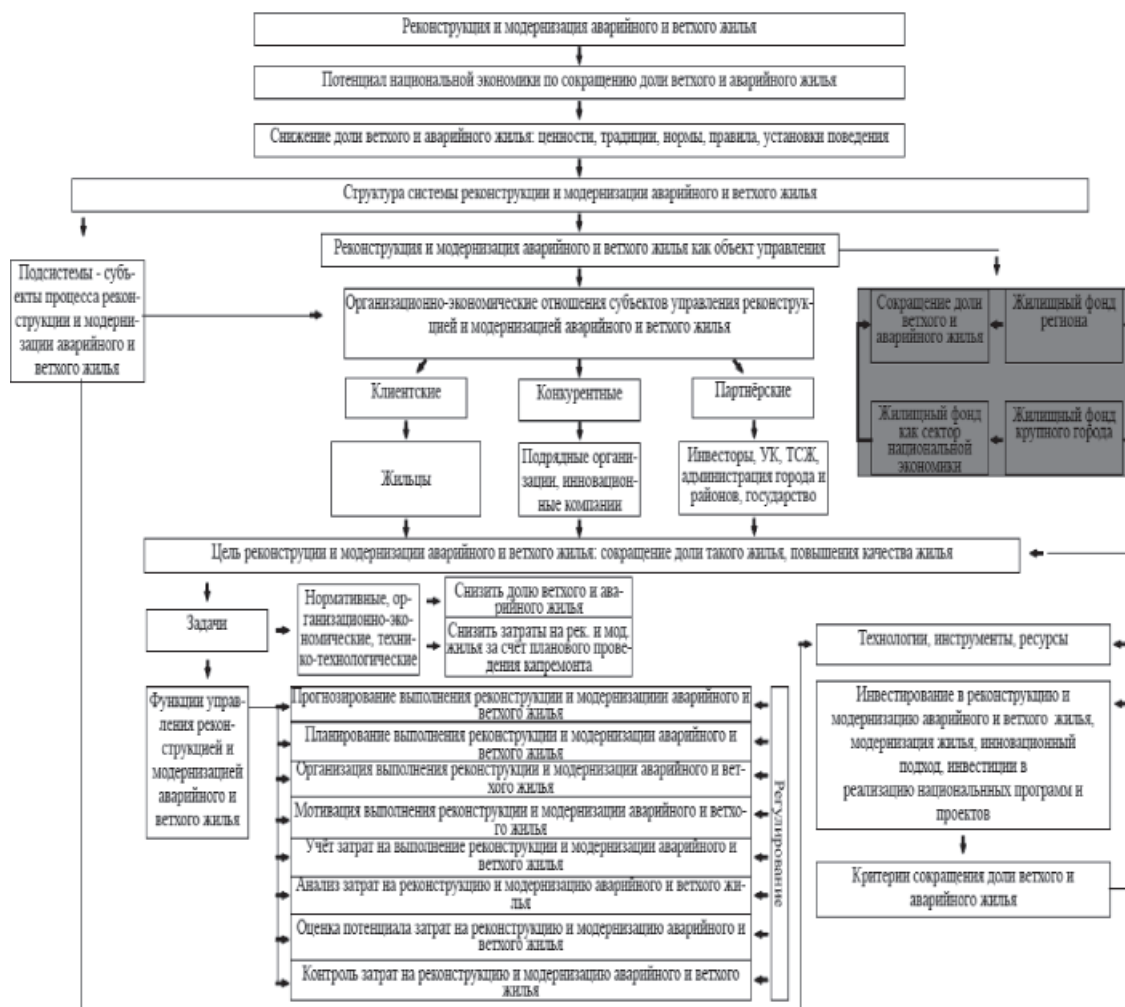 Реконструкция и модернизация аварийного и ветхого жилья
Потенциал национальной экономики по сокращению доли ветхого и аварийного жилья
Снижение доли ветхого и аварийного жилья: ценности, традиции, нормы, правила, установки поведения
Структура системы реконструкции и модернизации аварийного и ветхого жилья
Реконструкция и модернизация аварийного и ветхого жилья как объект управления
Подсистемы - субъ-
екты процесса рекон-
струкции и модерни-
зации аварийного и
ветхого жилья
Организационно-экономические отношения субъектов управления реконструк-
цией и модернизацией аварийного и ветхого жилья
Сокращение доли
ветхого и
аварийного жилья
Жилищный фонд
региона
Жилищный фонд
как сектор
национальной
экономики
Жилищный фонд
крупного города
Клиентские
Конкурентные
Партнёрские
Жильцы
Подрядные органи-
зации, инновацион-
ные компании
Инвесторы, УК, ТСЖ,
администрация города и
районов, государство
Цель реконструции и модернизации аварийного и ветхого жилья: сокращение доли такого жилья, повышения качества жилья
Задачи
Нормативные, ор-
ганизационно-эко-
номические, техни-
ко-технологические
Снизить долю ветхого и ава-
рийного жилья
Снизить затраты на рек. и мод.
жилья за счёт планового прове-
дения капремонта
Технологии, инструменты, ресурсы
Функции управ-
ления рекон-
струкцией и
модернизацией
аварийного и
ветхого жилья
Прогнозирование выполнения реконструкции и модернизациии аварийного и
ветхого жилья
Планирование выполнения реконструкции и модернизации аварийного и
ветхого жилья
Организация выполнения реконструкции и модернизации аварийного и вет-
хого жилья
Мотивация выполнения реконструкции и модернизации аварийного и ветхо-
го жилья
Учёт затрат на выполнение реконструкции и модернизации аварийного и
ветхого жилья
Анализ затрат на реконструкцию и модернизацию аварийного и ветхого жи-
лья
Оценка потенциала затрат на реконструкцию и модернизацию аварийного и
ветхого жилья
Контроль затрат на реконструкцию и модернизацию аварийного и ветхого
жилья
Регулирование
Инвестирование в реконструкцию и
модернизацию аварийного и ветхого жилья,
модернизация жилья, инновационный
подход, инвестиции в
реализацию национальнных программ и
проектов
Критерии сокращения доли ветхого и
аварийного жилья